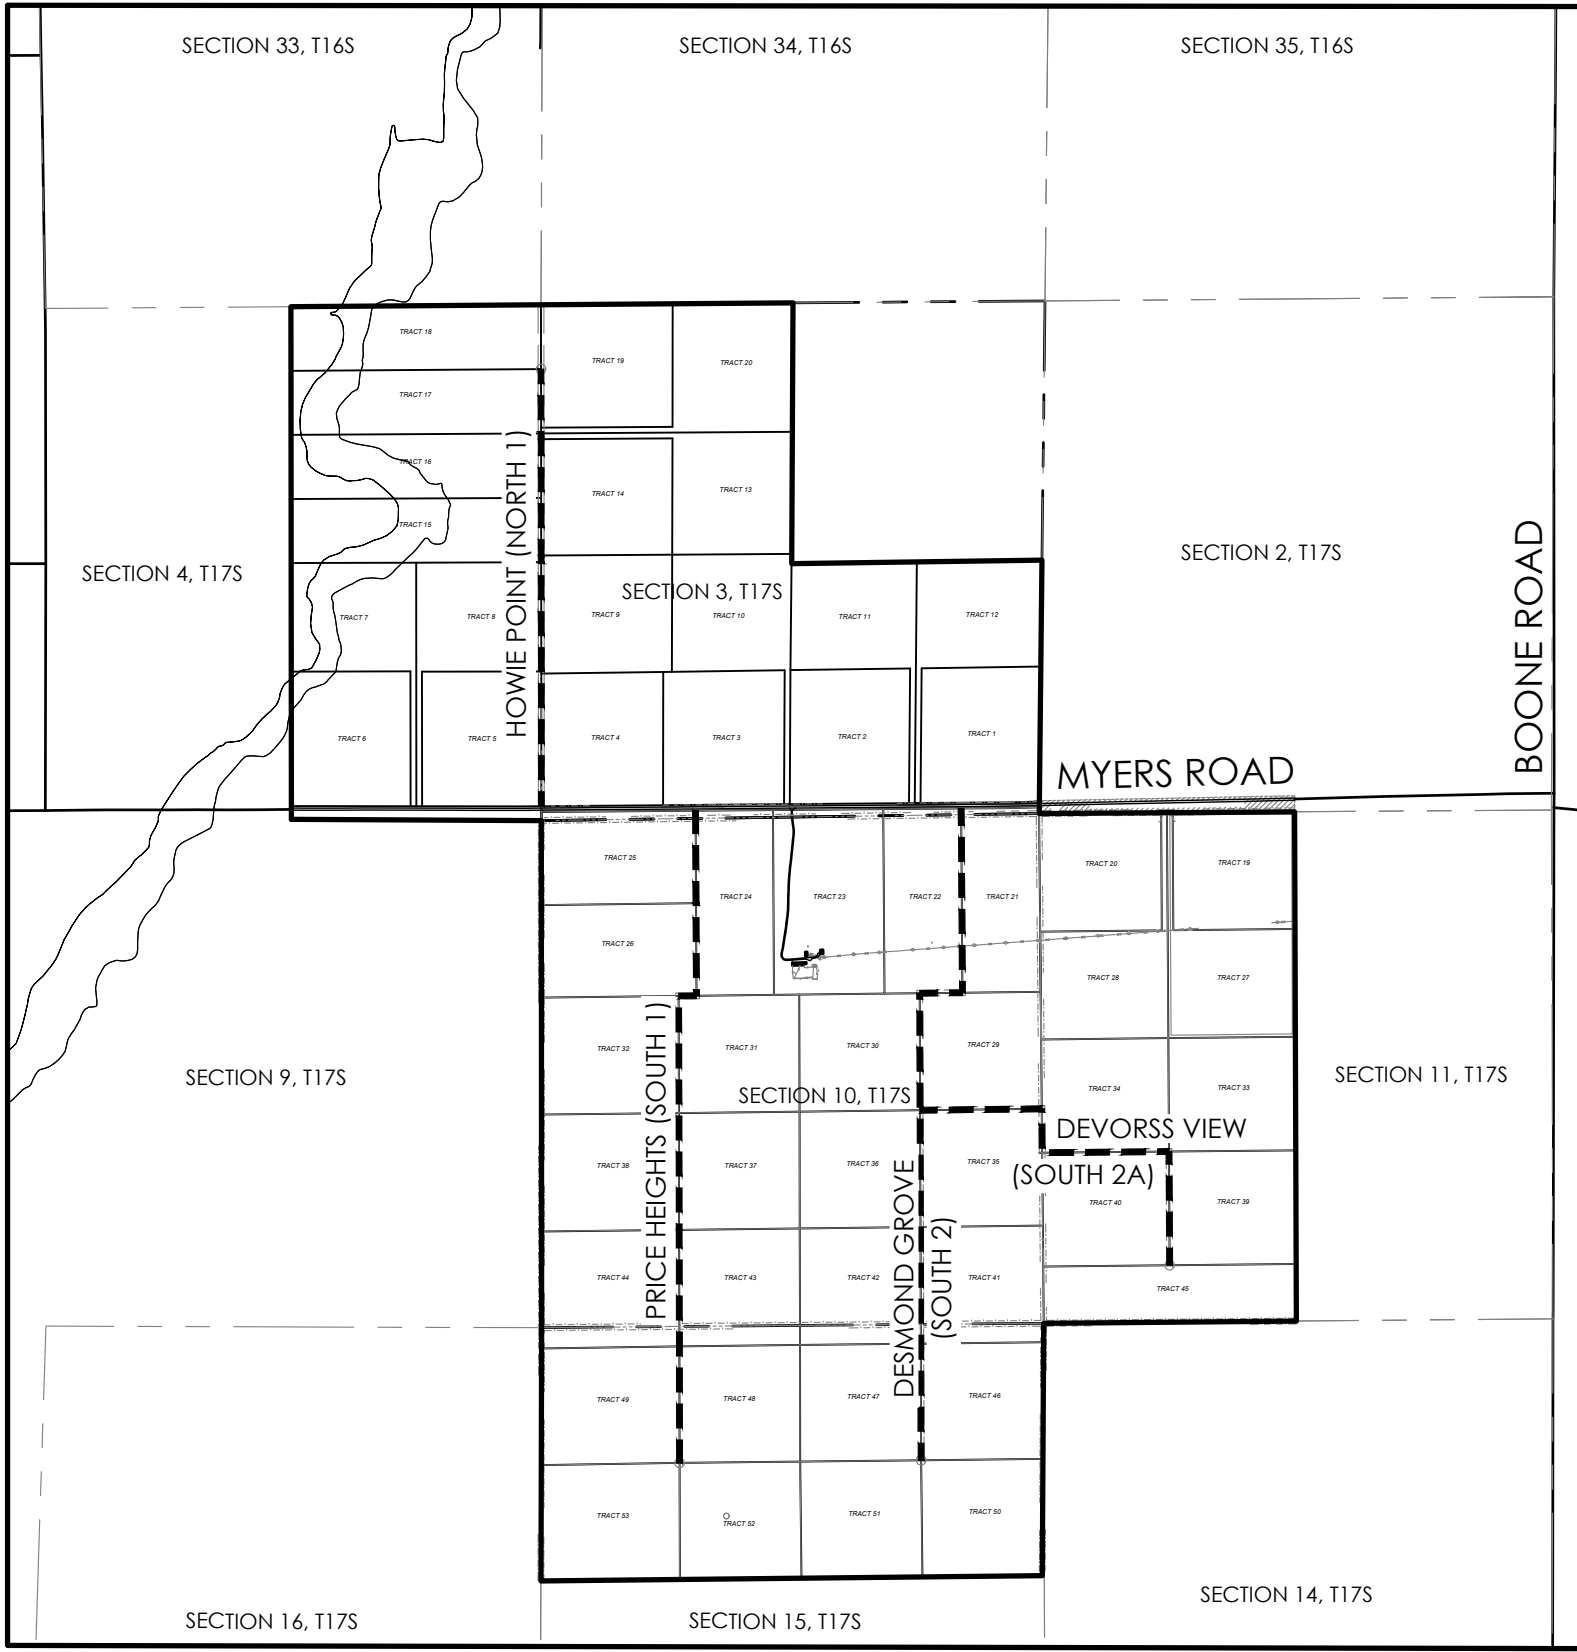 SECTION 33, T16S
SECTION 34, T16S
SECTION 35, T16S
TRACT 18
TRACT 19
TRACT 20
TRACT 17
HOWIE POINT (NORTH 1)
TRACT 16
TRACT 14
TRACT 13
TRACT 15
SECTION 4, T17S
SECTION 3, T17S
SECTION 2, T17S
BOONE ROAD
TRACT 7
TRACT 8
TRACT 9
TRACT 10
TRACT 11
TRACT 12
TRACT 6
TRACT 5
TRACT 4
TRACT 3
TRACT 2
TRACT 1
MYERS ROAD
TRACT 25
TRACT 24
TRACT 23
TRACT 22
TRACT 21
TRACT 20
TRACT 19
TRACT 26
TRACT 28
TRACT 27
TRACT 32
TRACT 31
TRACT 30
TRACT 29
SECTION 9, T17S
SECTION 10, T17S
SECTION 11, T17S
TRACT 34
TRACT 33
PRICE HEIGHTS (SOUTH 1)
DEVORSS VIEW
(SOUTH 2A)
TRACT 38
TRACT 37
TRACT 36
TRACT 35
TRACT 40
TRACT 39
DESMOND GROVE
(SOUTH 2)
TRACT 44
TRACT 43
TRACT 42
TRACT 41
TRACT 45
TRACT 49
TRACT 48
TRACT 47
TRACT 46
TRACT 53
TRACT 52
TRACT 51
TRACT 50
SECTION 16, T17S
SECTION 15, T17S
SECTION 14, T17S